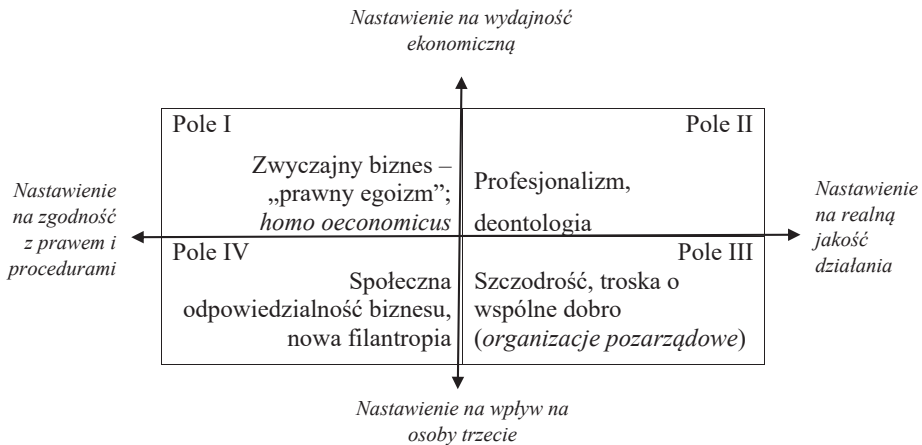 Nastawienie na wydajność
ekonomiczną
Pole I
Pole II
Zwyczajny biznes –
„prawny egoizm”;
homo oeconomicus
Profesjonalizm,
deontologia
Nastawienie
na zgodność
z prawem i
procedurami
Nastawienie
na realną
jakość
działania
Pole IV
Pole III
Społeczna
odpowiedzialność biznesu,
nowa filantropia
Szczodrość, troska o
wspólne dobro
(organizacje pozarządowe)
Nastawienie na wpływ na
osoby trzecie